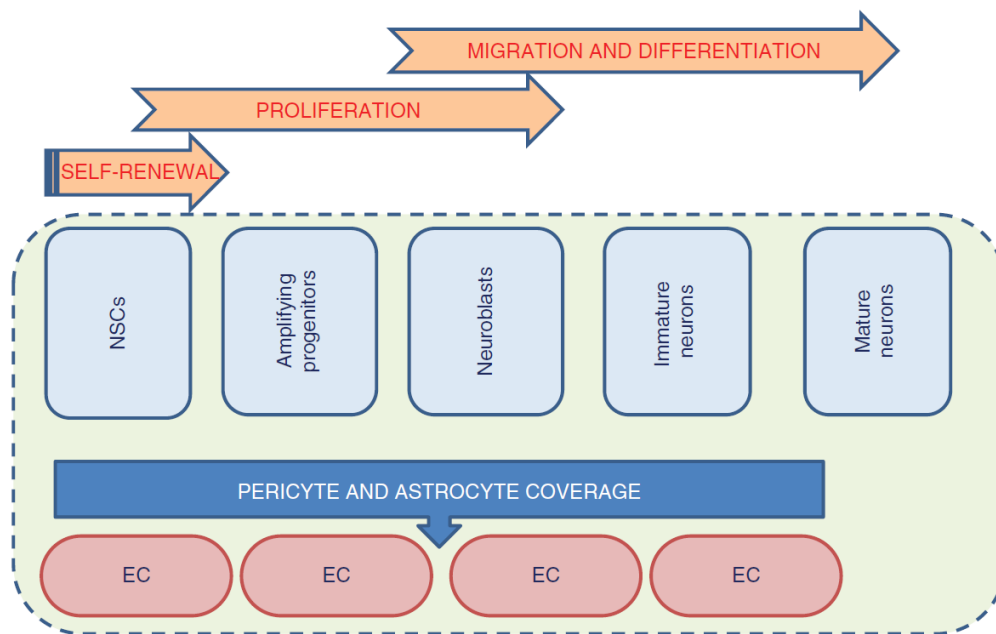 MIGRATION AND DIFFERENTIATION
PROLIFERATION
SELF-RENEWAL
NSCs
Amplifying
progenitors
Neuroblasts
Immature
neurons
Mature
neurons
PERICYTE AND ASTROCYTE COVERAGE
EC
EC
EC
EC